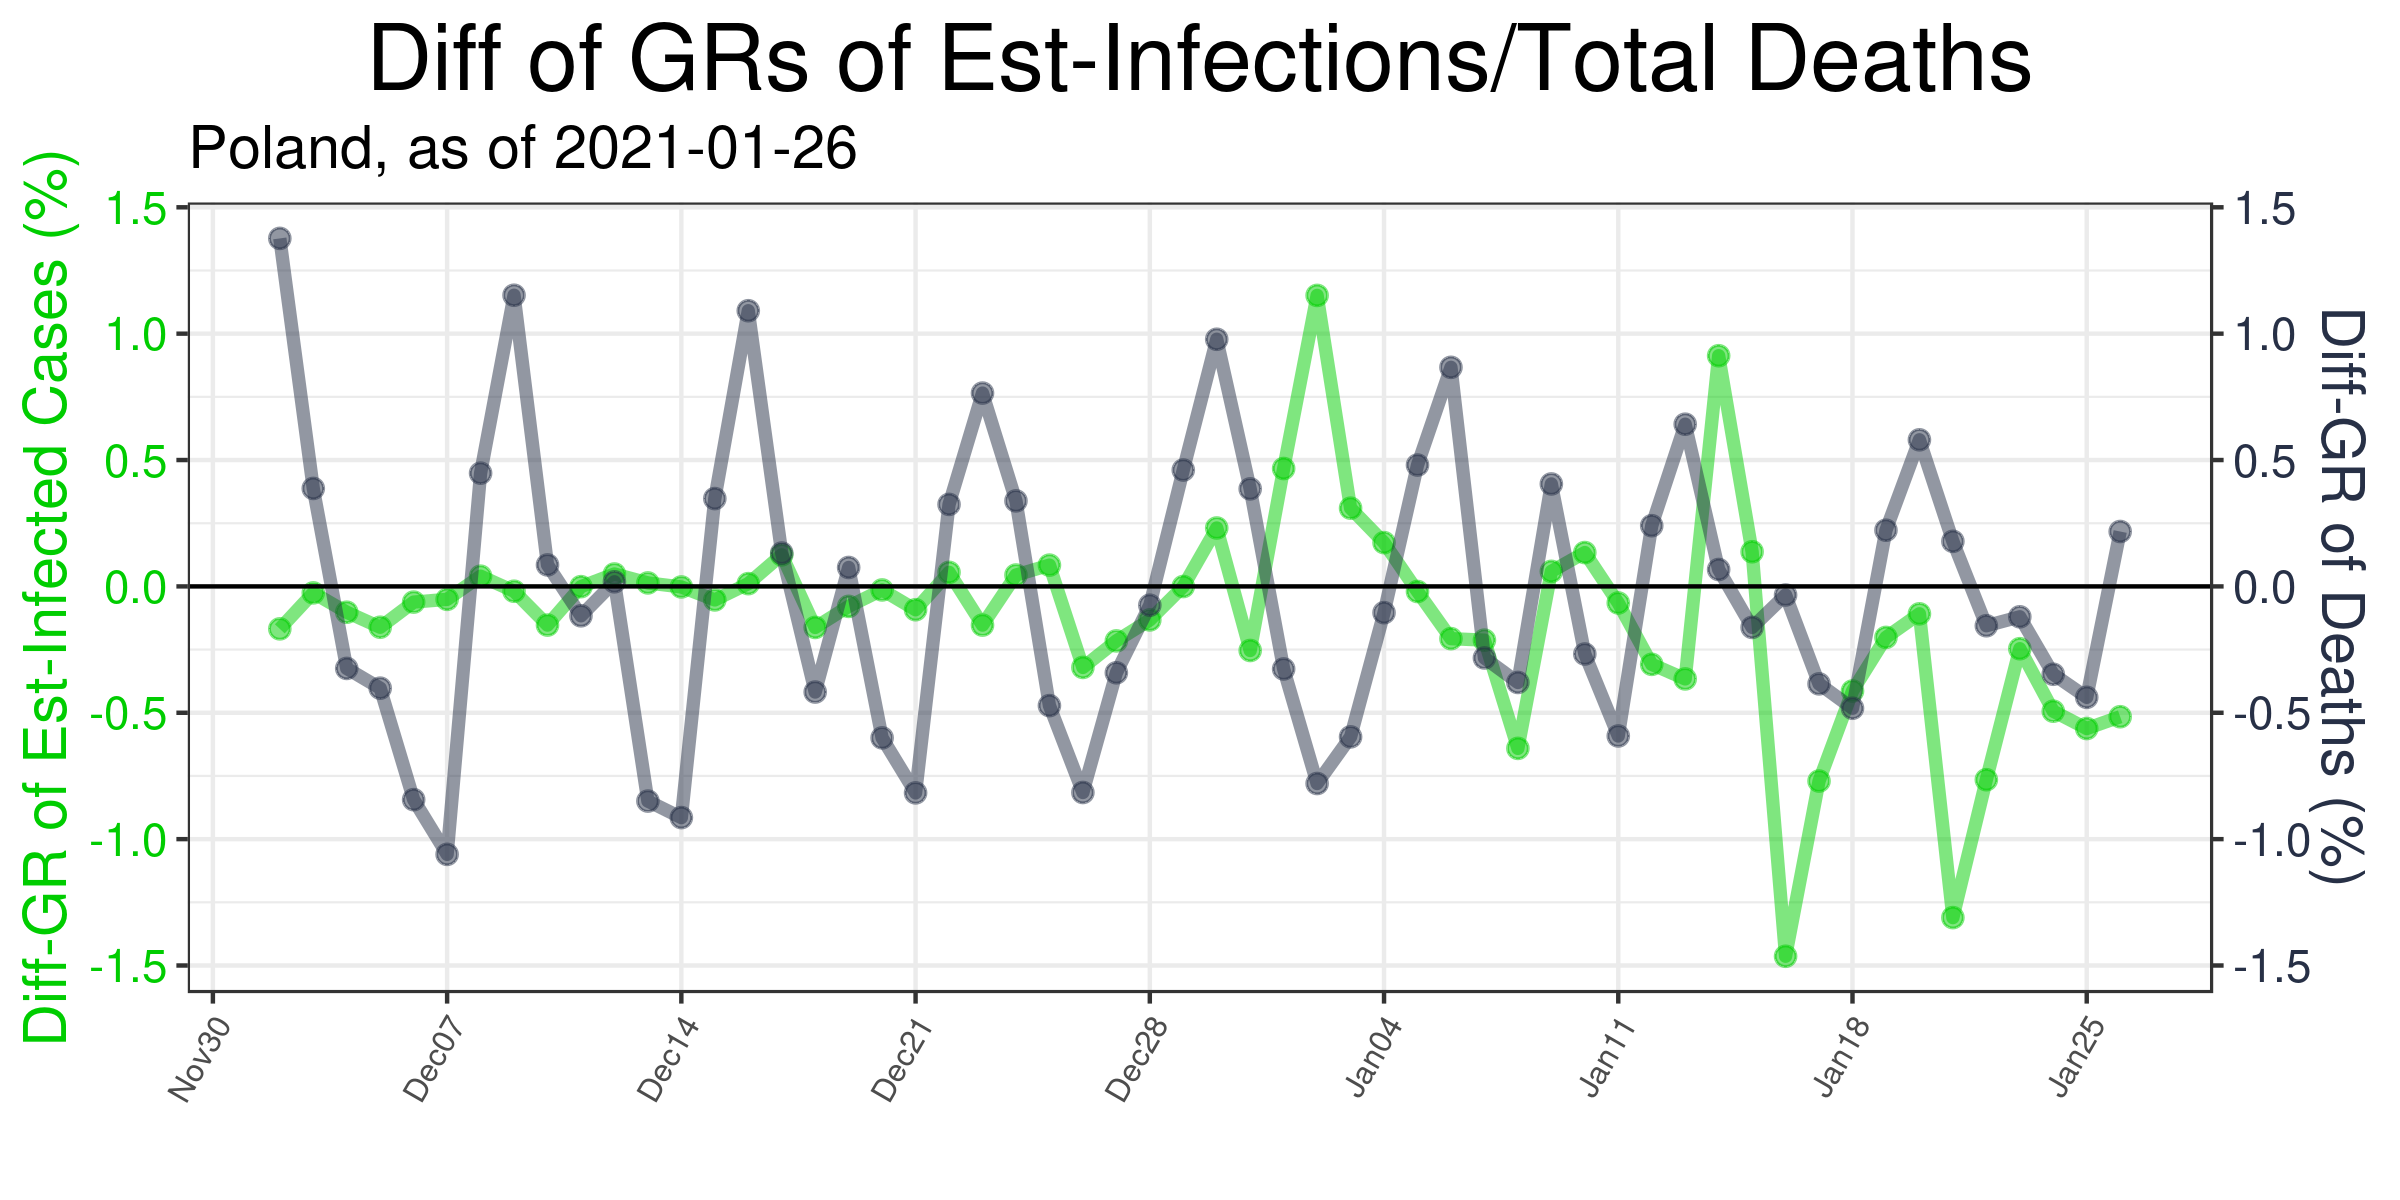 Diff of GRs of Est-Infections/Total Deaths
Poland, as of 2021-01-26
Diff-GR of Est-Infected Cases (%)
1.5
1.0
0.5
0.0
-0.5
-1.0
-1.5
1.5
1.0
0.5
0.0
-0.5
-1.0
-1.5
Diff-GR of Deaths (%)
Nov30
Dec07
Dec14
Dec21
Dec28
Jan04
Jan11
Jan18
Jan25